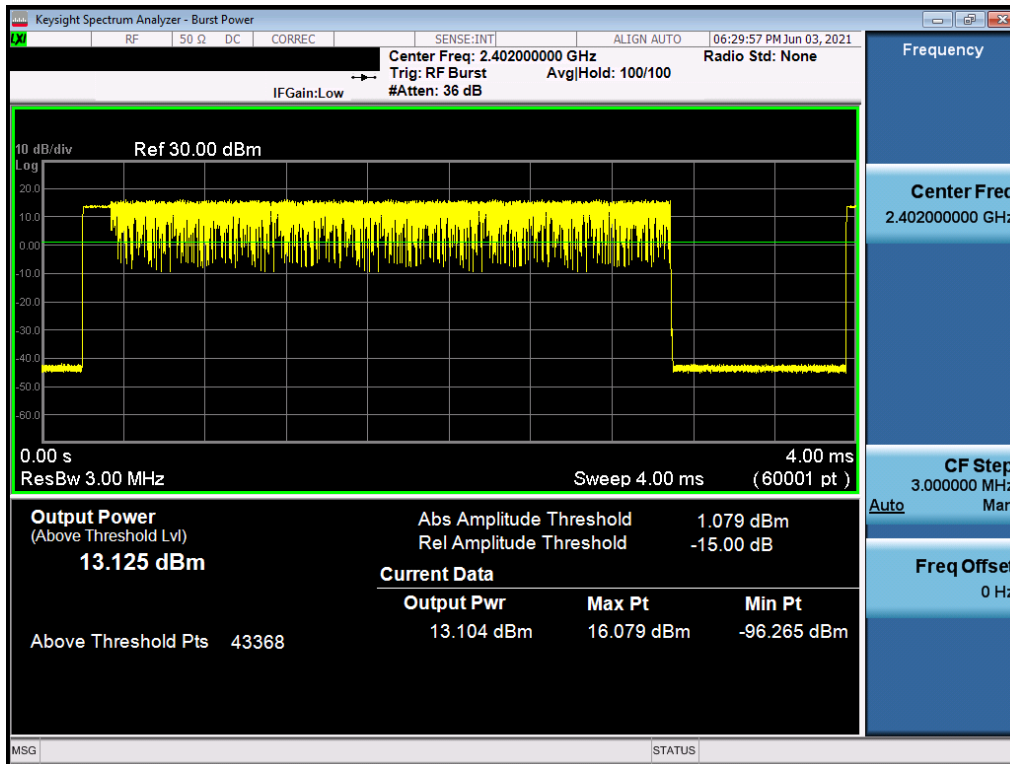 Keysight Spectrum Analyzer - Burst Power
LXI RF 50 Ω DC CORREC SENSE:INT ALIGN AUTO 06:29:57 PM Jun 03, 2021
Center Freq: 2.402000000 GHz Radio Std: None
Trig: RF Burst Avg|Hold: 100/100
IFGain:Low #Atten: 36 dB
10 dB/div Ref 30.00 dBm
Log
20.0
10.0
0.00
-10.0
-20.0
-30.0
-40.0
-50.0
-60.0
0.00 s 4.00 ms
ResBw 3.00 MHz Sweep 4.00 ms (60001 pt)
Output Power
(Above Threshold Lvl)
13.125 dBm
Above Threshold Pts 43368
Abs Amplitude Threshold 1.079 dBm
Rel Amplitude Threshold -15.00 dB
Current Data
Output Pwr Max Pt Min Pt
13.104 dBm 16.079 dBm -96.265 dBm
MSG STATUS
Frequency
Center Freq
2.402000000 GHz
CF Step
3.000000 MHz
Auto Man
Freq Offset
0 Hz